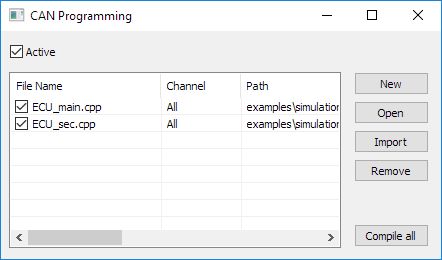 CAN Programming
Active
File Name Channel Path
ECU_main.cpp All examples\simulation
ECU_sec.cpp All examples\simulation
New
Open
Import
Remove
Compile all